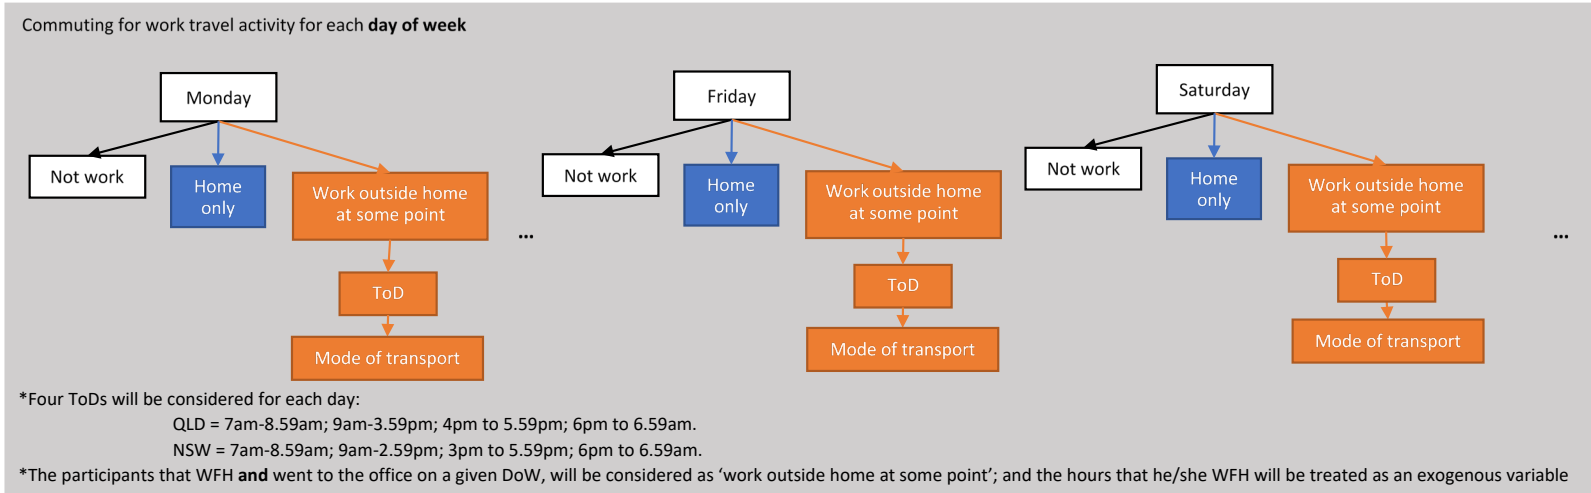 Commuting for work travel activity for each day of week
Monday
Not work
Home
only
Work outside home
at some point
ToD
Mode of transport
...
Friday
Not work
Home
only
Work outside home
at some point
ToD
Mode of transport
Saturday
Not work
Home
only
Work outside home
at some point
ToD
Mode of transport
...
*Four ToDs will be considered for each day:
QLD = 7am-8.59am; 9am-3.59pm; 4pm to 5.59pm; 6pm to 6.59am.
NSW = 7am-8.59am; 9am-2.59pm; 3pm to 5.59pm; 6pm to 6.59am.
*The participants that WFH and went to the office on a given DoW, will be considered as ‘work outside home at some point’; and the hours that he/she WFH will be treated as an exogenous variable